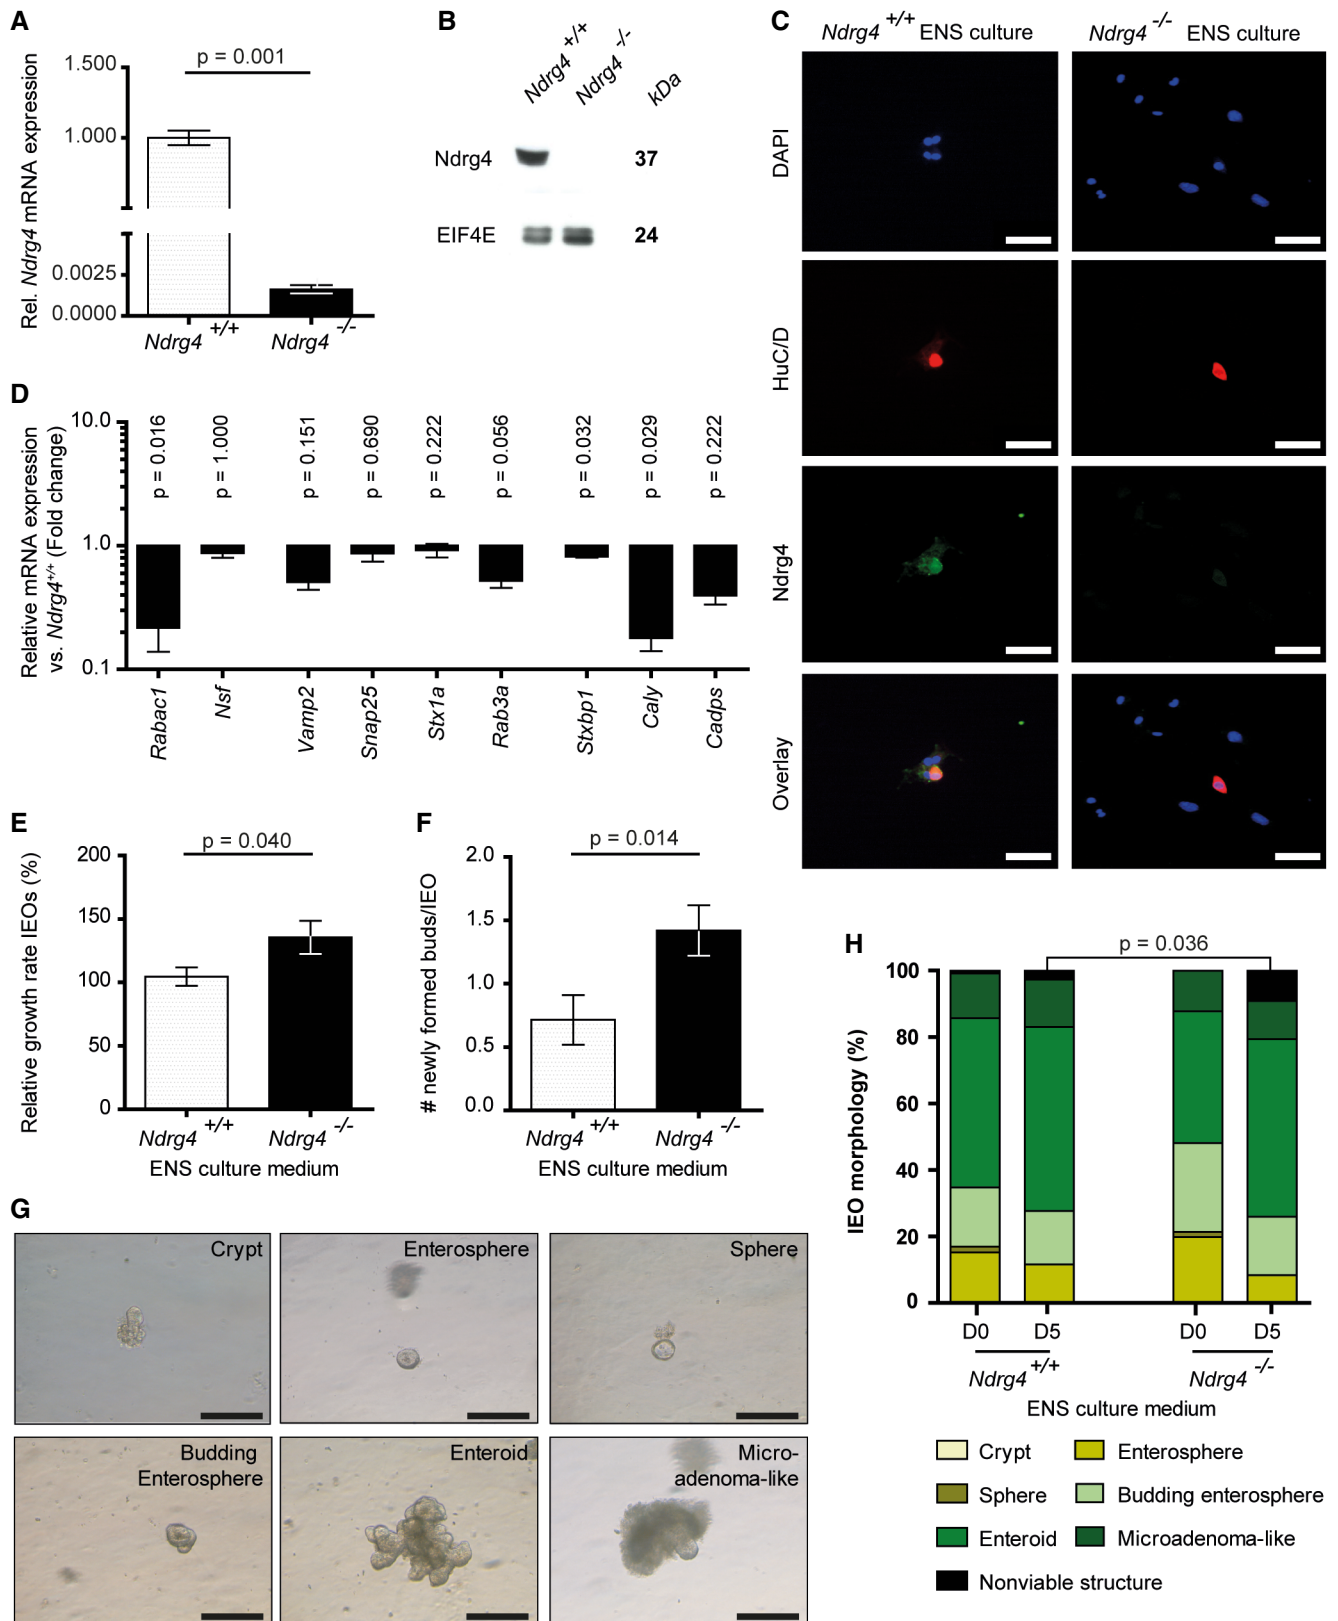 A
p = 0.001
Rel. Ndrg4 mRNA expression
1.500
1.000
0.0025
0.0000
Ndrg4 +/+
Ndrg4 -/-
B
Ndrg4 +/+
Ndrg4 -/-
kDa
Ndrg4
37
EIF4E
24
C
Ndrg4 +/+ ENS culture
Ndrg4 -/- ENS culture
DAPI
HuC/D
Ndrg4
Overlay
D
Relative mRNA expression
vs. Ndrg4+/+ (Fold change)
10.0
1.0
0.1
p = 0.016
p = 1.000
p = 0.151
p = 0.690
p = 0.222
p = 0.056
p = 0.032
p = 0.029
p = 0.222
Rabac1
Nsf
Vamp2
Snap25
Stx1a
Rab3a
Stxbp1
Caly
Cadps
E
p = 0.040
Relative growth rate IEOs (%)
200
150
100
50
0
Ndrg4 +/+
Ndrg4 -/-
ENS culture medium
F
p = 0.014
# newly formed buds/IEO
2.0
1.5
1.0
0.5
0.0
Ndrg4 +/+
Ndrg4 -/-
ENS culture medium
G
Crypt
Enterosphere
Sphere
Budding
Enterosphere
Enteroid
Micro-
adenoma-like
H
p = 0.036
IEO morphology (%)
100
80
60
40
20
0
D0
D5
D0
D5
Ndrg4 +/+
Ndrg4 -/-
ENS culture medium
Crypt
Enterosphere
Sphere
Budding enterosphere
Enteroid
Microadenoma-like
Nonviable structure